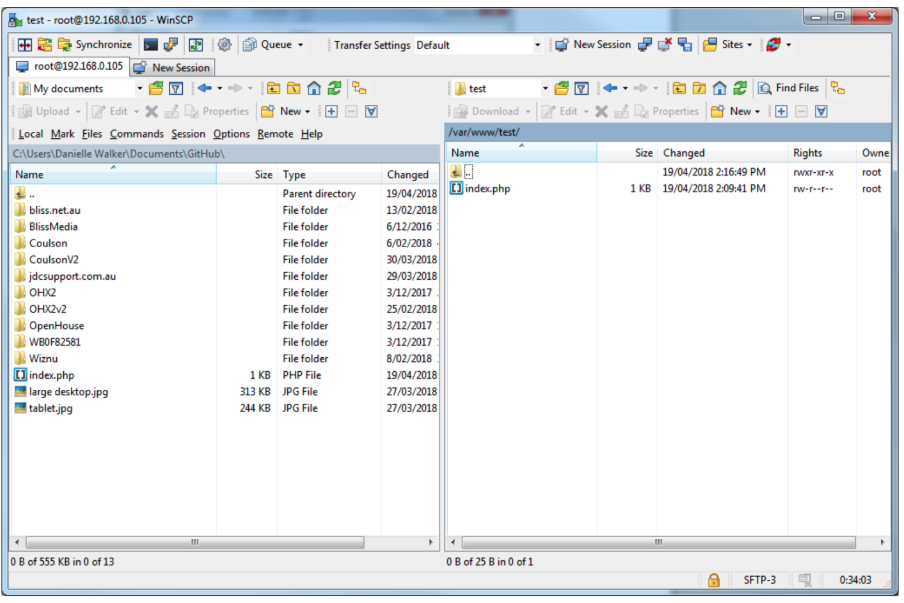 test - root@192.168.0.105 - WinSCP
Synchronize Queue Transfer Settings Default New Session Sites
root@192.168.0.105 New Session
My documents
Upload Edit Properties New
Local Mark Files Commands Session Options Remote Help
C:\Users\Danielle Walker\Documents\GitHub\
Name Size Type Changed
.. Parent directory 19/04/2018
bliss.net.au File folder 13/02/2018
BlissMedia File folder 6/12/2016
Coulson File folder 6/02/2018
CoulsonV2 File folder 30/03/2018
jdcsupport.com.au File folder 29/03/2018
OHX2 File folder 3/12/2017
OHX2v2 File folder 25/02/2018
OpenHouse File folder 3/12/2017
WB0F82581 File folder 3/12/2017
Wiznu File folder 8/02/2018
index.php 1 KB PHP File 19/04/2018
large desktop.jpg 313 KB JPG File 27/03/2018
tablet.jpg 244 KB JPG File 27/03/2018
0 B of 555 KB in 0 of 13
test Find Files
Download Edit Properties New
/var/www/test/
Name Size Changed Rights Owne
.. 19/04/2018 2:16:49 PM rwxr-xr-x root
index.php 1 KB 19/04/2018 2:09:41 PM rw-r--r-- root
0 B of 25 B in 0 of 1
SFTP-3 0:34:03